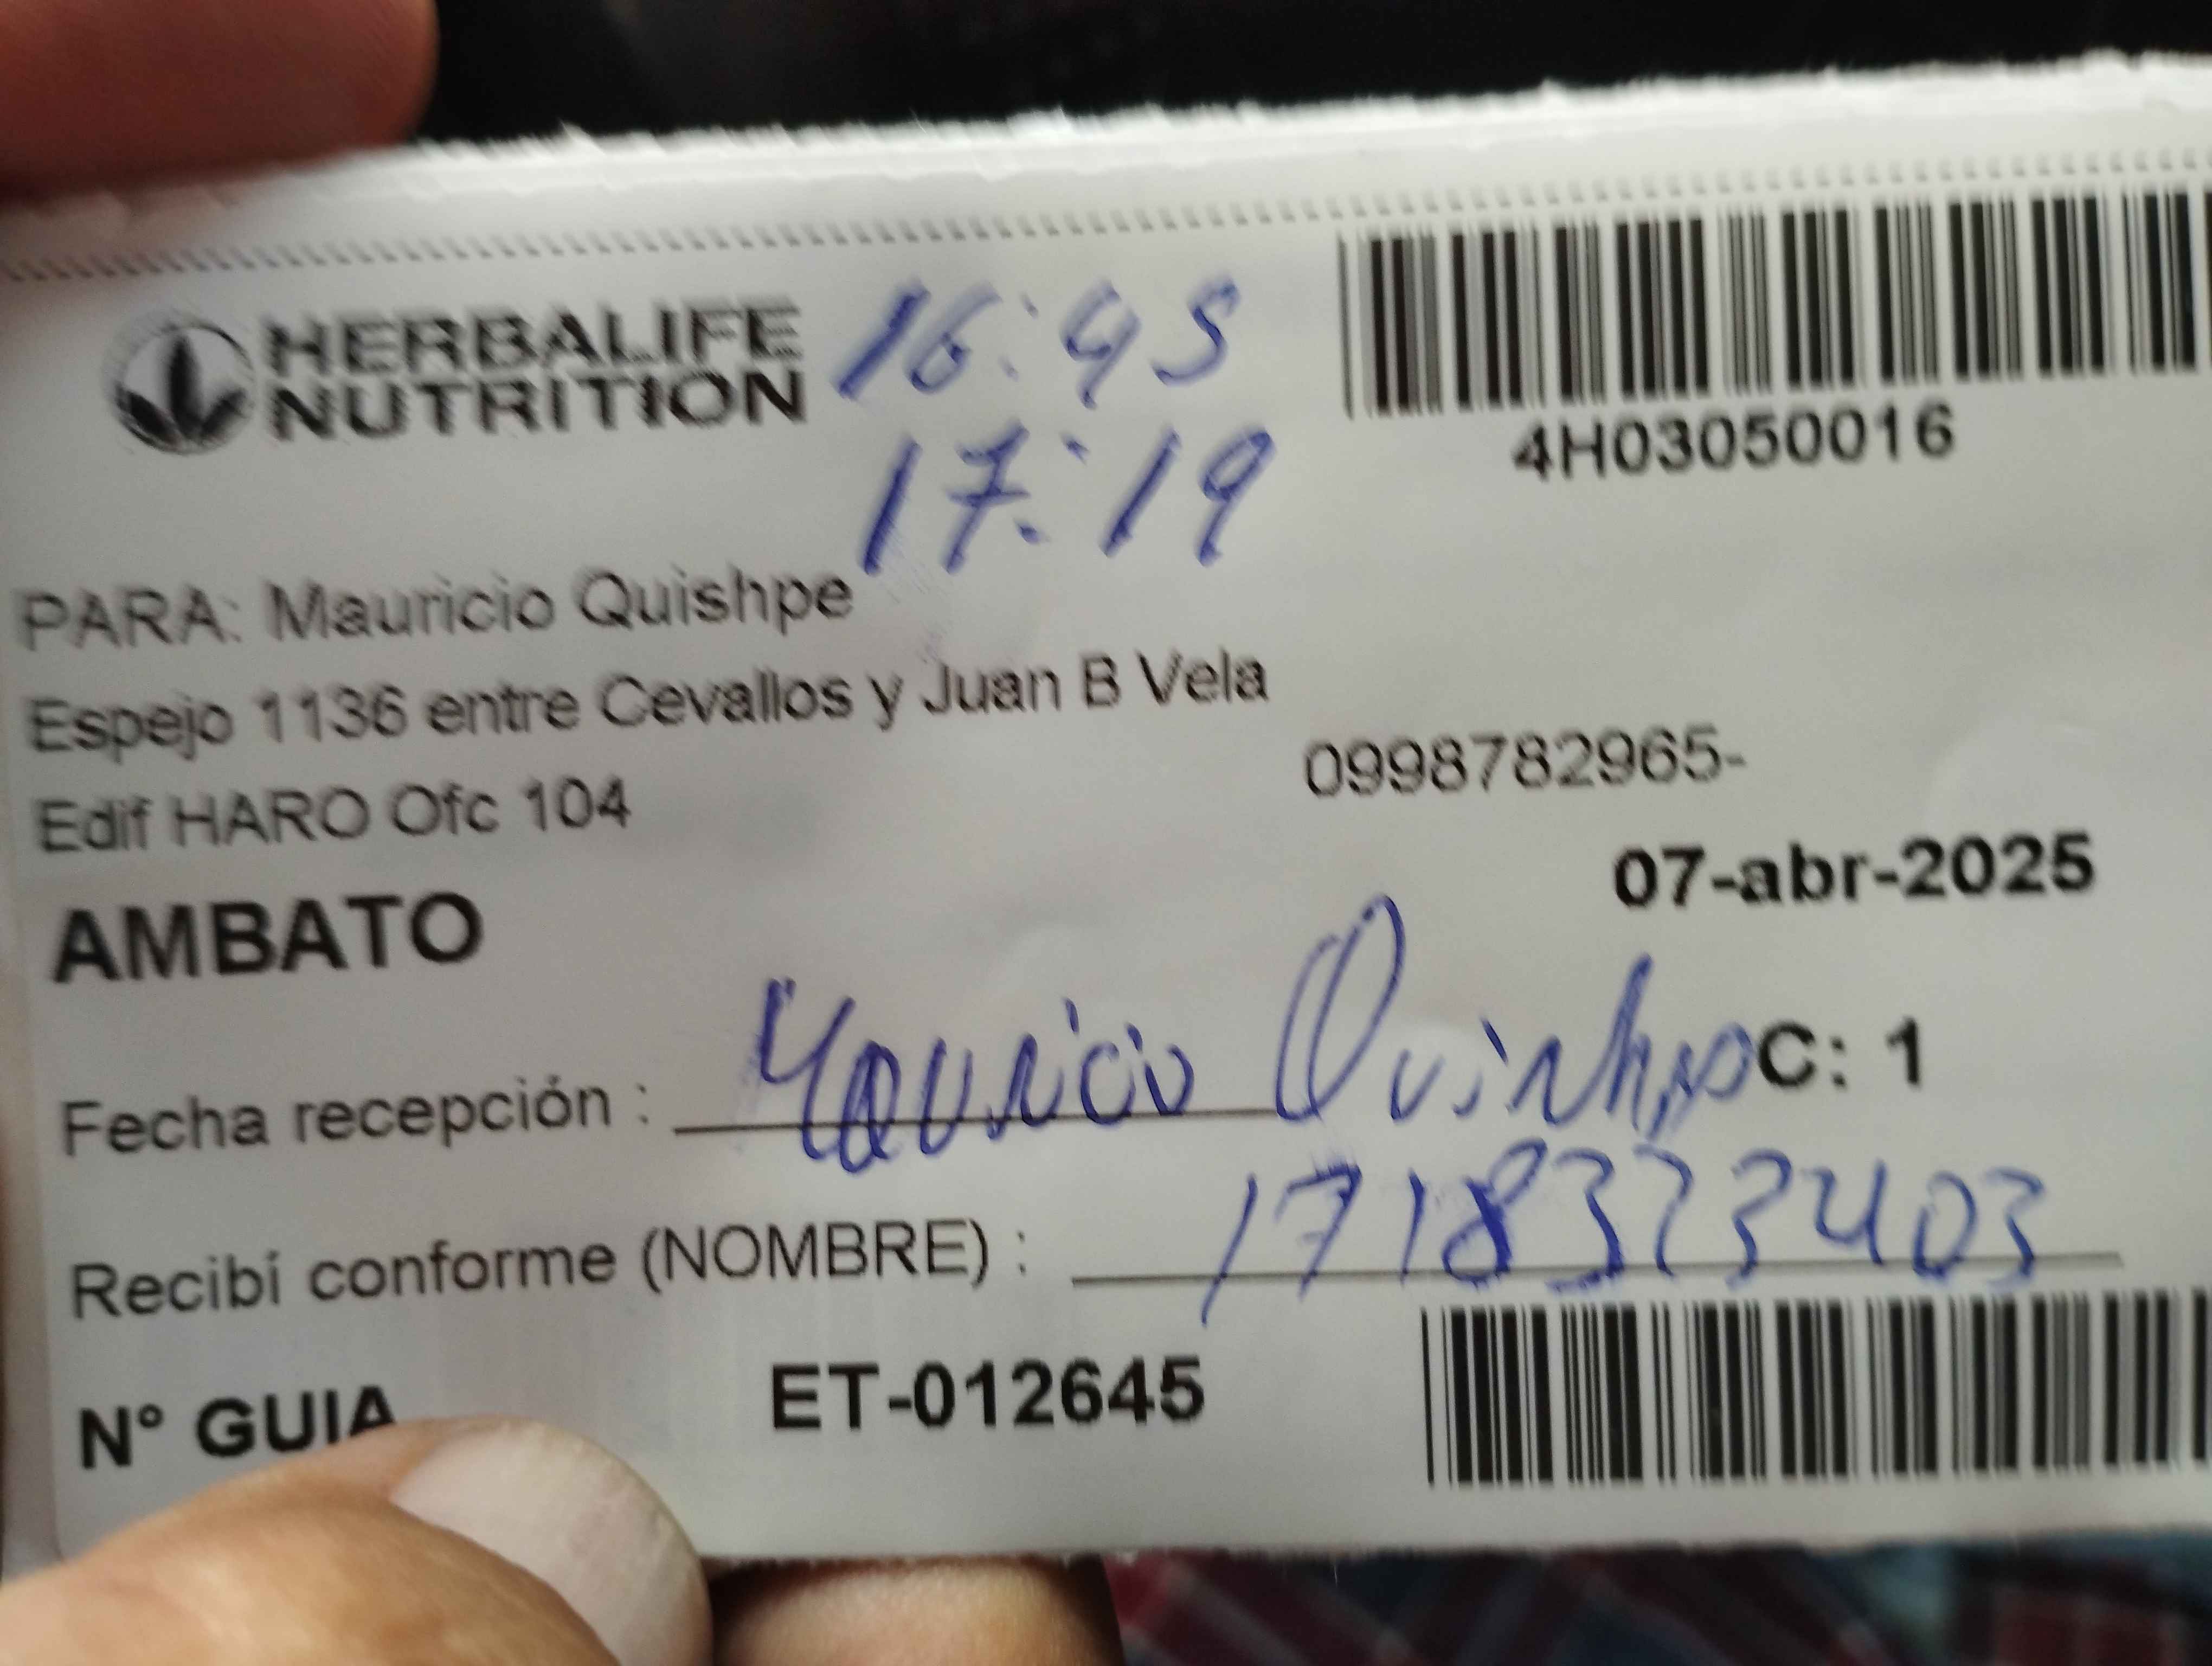 HERBALIFE
NUTRITION
16:45
17:19
4H03050016
PARA: Mauricio Quishpe
Espejo 1136 entre Cevallos y Juan B Vela
Edif HARO Ofc 104
0998782965-
07-abr-2025
AMBATO
Fecha recepción : Mauricio Quishpe
C: 1
Recibí conforme (NOMBRE) : 1718323403
N° GUIA
ET-012645